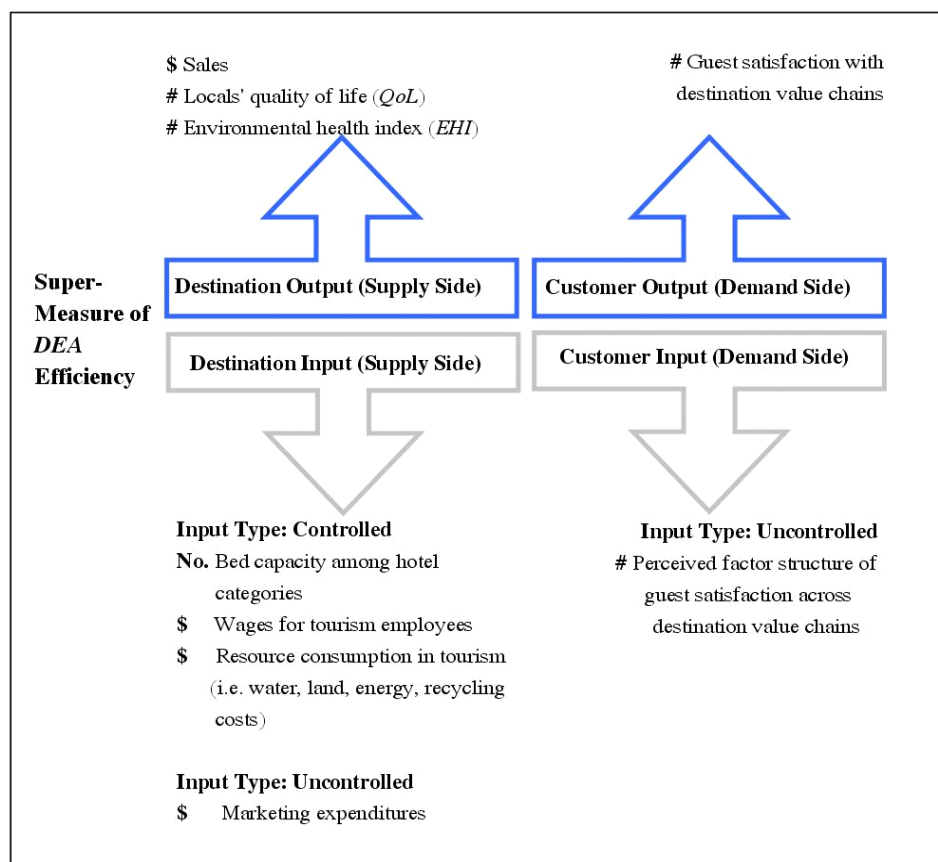 $ Sales
# Locals' quality of life (QoL)
# Environmental health index (EHI)
# Guest satisfaction with
destination value chains
Super-
Measure of
DEA
Efficiency
Destination Output (Supply Side)
Customer Output (Demand Side)
Destination Input (Supply Side)
Customer Input (Demand Side)
Input Type: Controlled
No. Bed capacity among hotel
categories
$ Wages for tourism employees
$ Resource consumption in tourism
(i.e. water, land, energy, recycling
costs)
Input Type: Uncontrolled
$ Marketing expenditures
Input Type: Uncontrolled
# Perceived factor structure of
guest satisfaction across
destination value chains